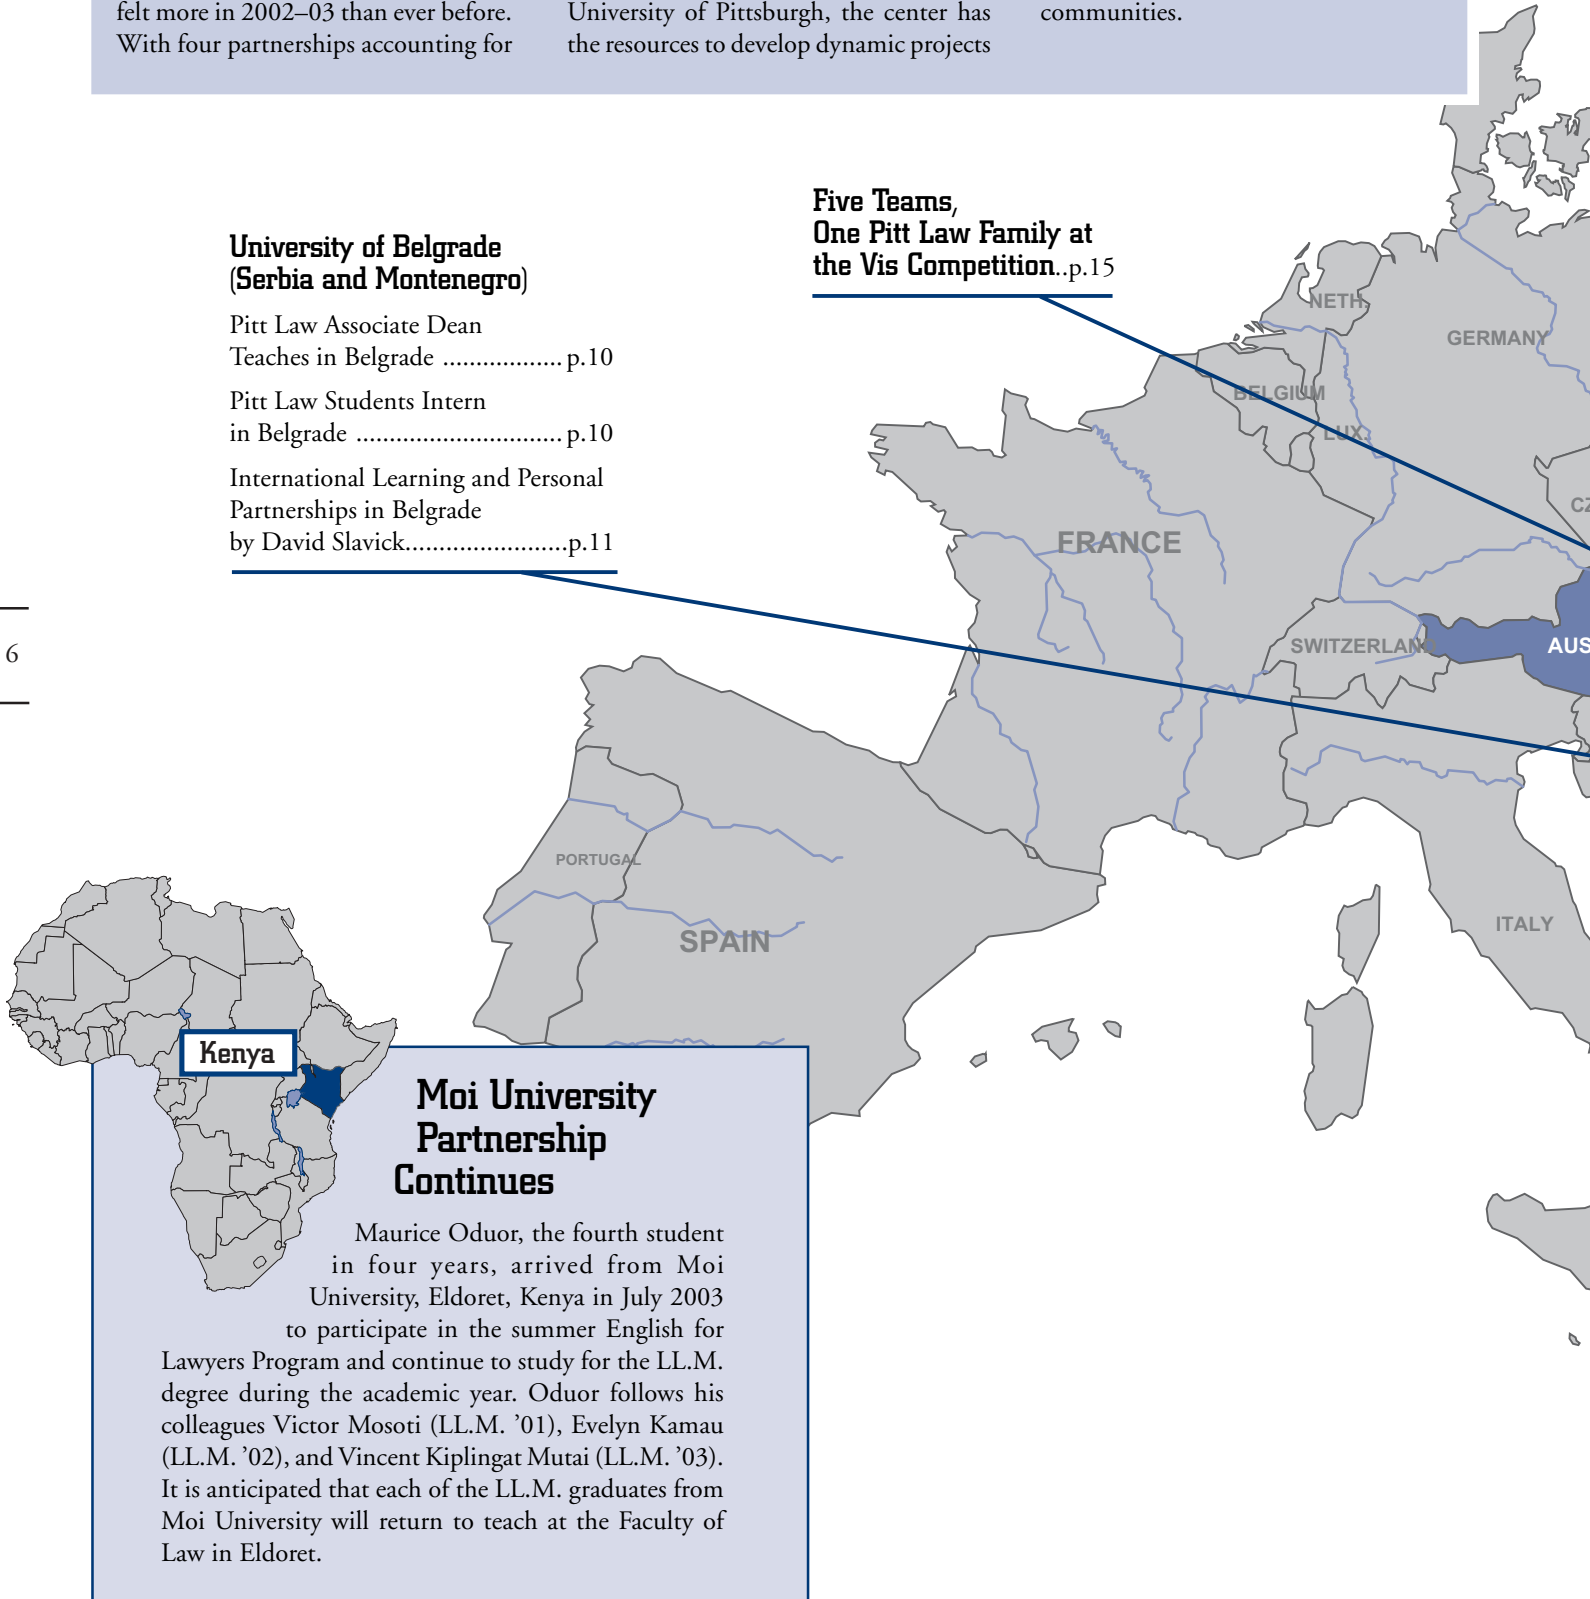 felt more in 2002–03 than ever before.
With four partnerships accounting for
University of Pittsburgh, the center has
the resources to develop dynamic projects
communities.
Five Teams,
One Pitt Law Family at
the Vis Competition..p.15
University of Belgrade
(Serbia and Montenegro)
Pitt Law Associate Dean
Teaches in Belgrade .................. p.10
Pitt Law Students Intern
in Belgrade .............................. p.10
International Learning and Personal
Partnerships in Belgrade
by David Slavick........................p.11
NETH.
GERMANY
BELGIUM
LUX.
CZ
FRANCE
SWITZERLAND
AUS
6
PORTUGAL
SPAIN
ITALY
Kenya
Moi University
Partnership
Continues
Maurice Oduor, the fourth student
in four years, arrived from Moi
University, Eldoret, Kenya in July 2003
to participate in the summer English for
Lawyers Program and continue to study for the LL.M.
degree during the academic year. Oduor follows his
colleagues Victor Mosoti (LL.M. ’01), Evelyn Kamau
(LL.M. ’02), and Vincent Kiplingat Mutai (LL.M. ’03).
It is anticipated that each of the LL.M. graduates from
Moi University will return to teach at the Faculty of
Law in Eldoret.